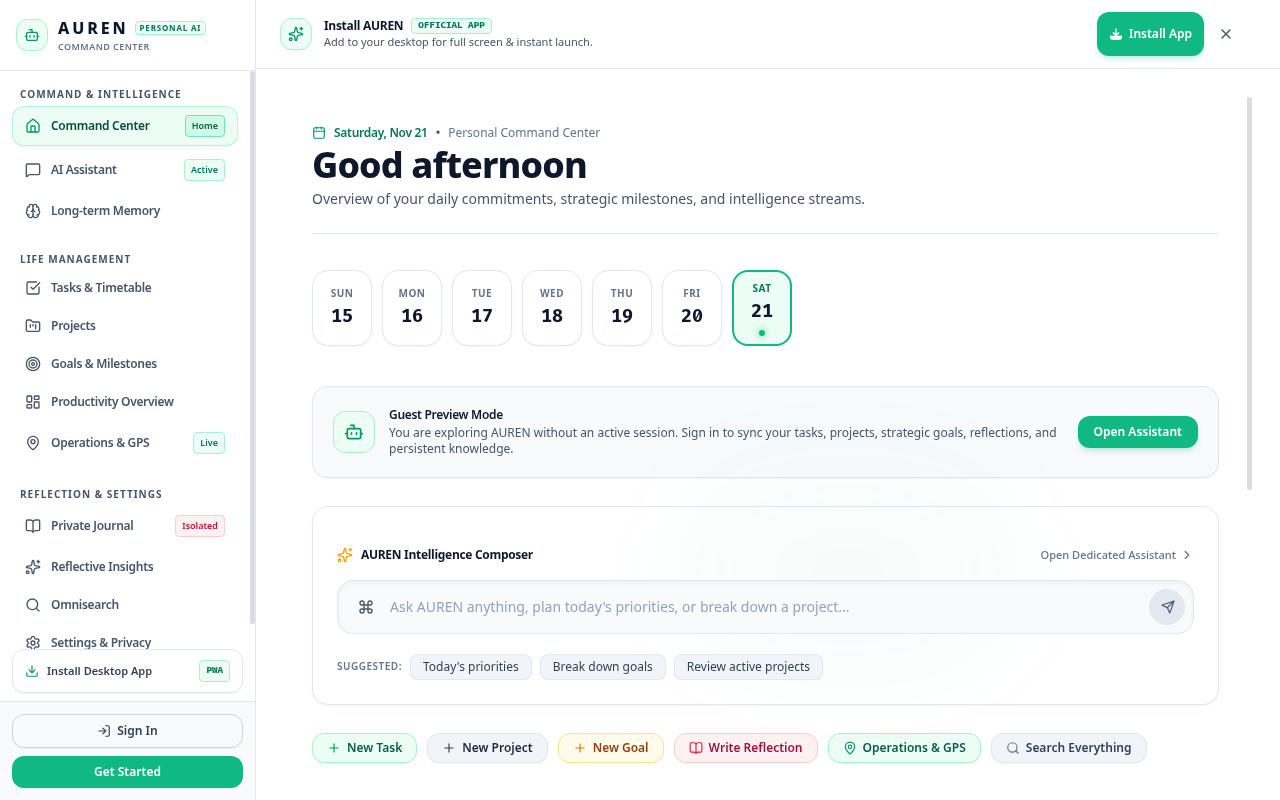 AUREN PERSONAL AI
COMMAND CENTER
COMMAND & INTELLIGENCE
Command Center Home
AI Assistant Active
Long-term Memory
LIFE MANAGEMENT
Tasks & Timetable
Projects
Goals & Milestones
Productivity Overview
Operations & GPS Live
REFLECTION & SETTINGS
Private Journal Isolated
Reflective Insights
Omnisearch
Settings & Privacy
Install Desktop App PWA
Sign In
Get Started
Install AUREN OFFICIAL APP
Add to your desktop for full screen & instant launch.
Install App
Saturday, Nov 21 • Personal Command Center
Good afternoon
Overview of your daily commitments, strategic milestones, and intelligence streams.
SUN MON TUE WED THU FRI SAT
15 16 17 18 19 20 21
Guest Preview Mode
You are exploring AUREN without an active session. Sign in to sync your tasks, projects, strategic goals, reflections, and
persistent knowledge.
Open Assistant
AUREN Intelligence Composer
Open Dedicated Assistant
Ask AUREN anything, plan today's priorities, or break down a project...
SUGGESTED: Today's priorities Break down goals Review active projects
New Task New Project New Goal Write Reflection Operations & GPS Search Everything